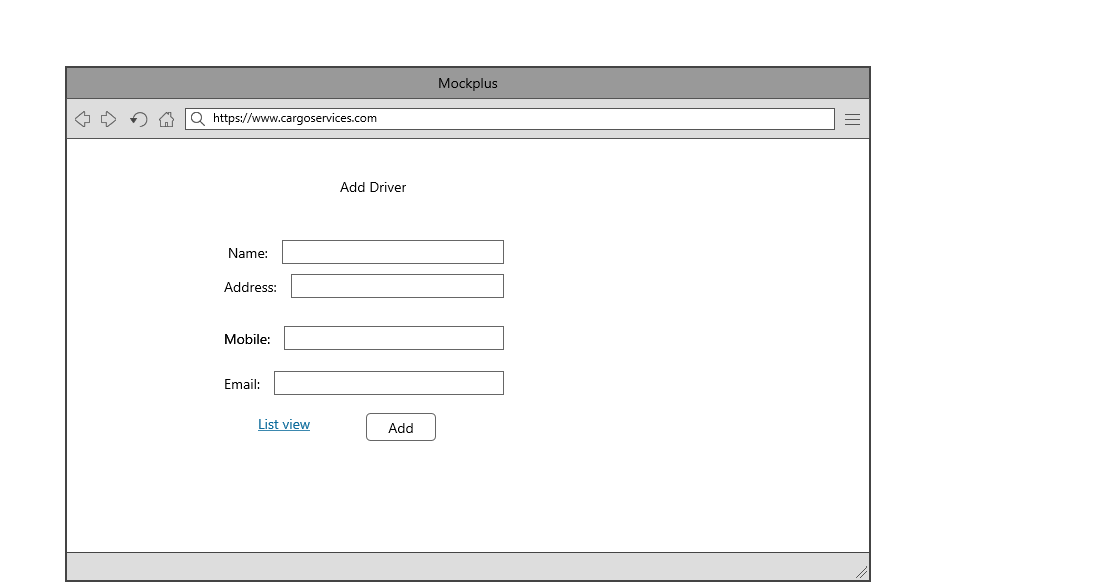 Mockplus
https://www.cargoservices.com
Add Driver
Name:
Address:
Mobile:
Email:
List view
Add